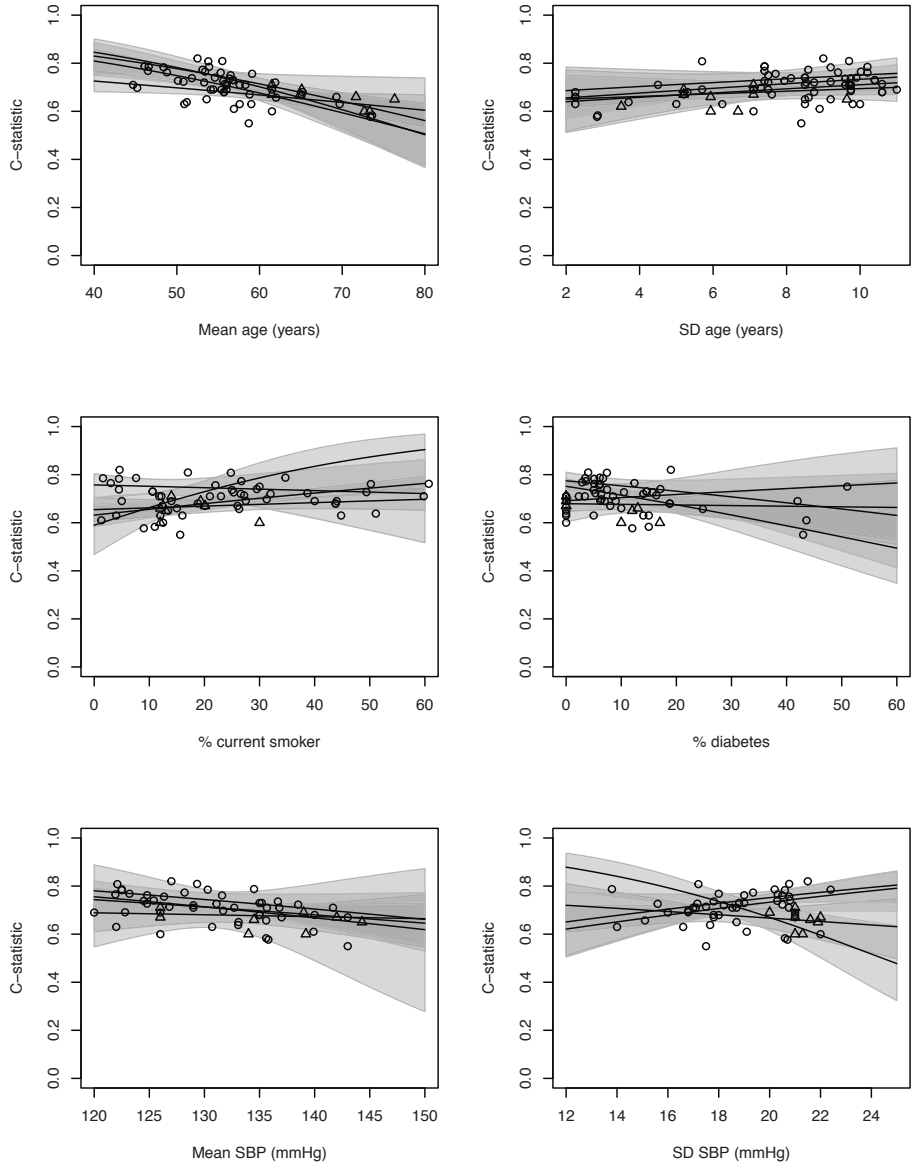 C−statistic
0.0 0.2 0.4 0.6 0.8 1.0
40 50 60 70 80
Mean age (years)
C−statistic
0.0 0.2 0.4 0.6 0.8 1.0
2 4 6 8 10
SD age (years)
C−statistic
0.0 0.2 0.4 0.6 0.8 1.0
0 10 20 30 40 50 60
% current smoker
C−statistic
0.0 0.2 0.4 0.6 0.8 1.0
0 10 20 30 40 50 60
% diabetes
C−statistic
0.0 0.2 0.4 0.6 0.8 1.0
120 125 130 135 140 145 150
Mean SBP (mmHg)
C−statistic
0.0 0.2 0.4 0.6 0.8 1.0
12 14 16 18 20 22 24
SD SBP (mmHg)